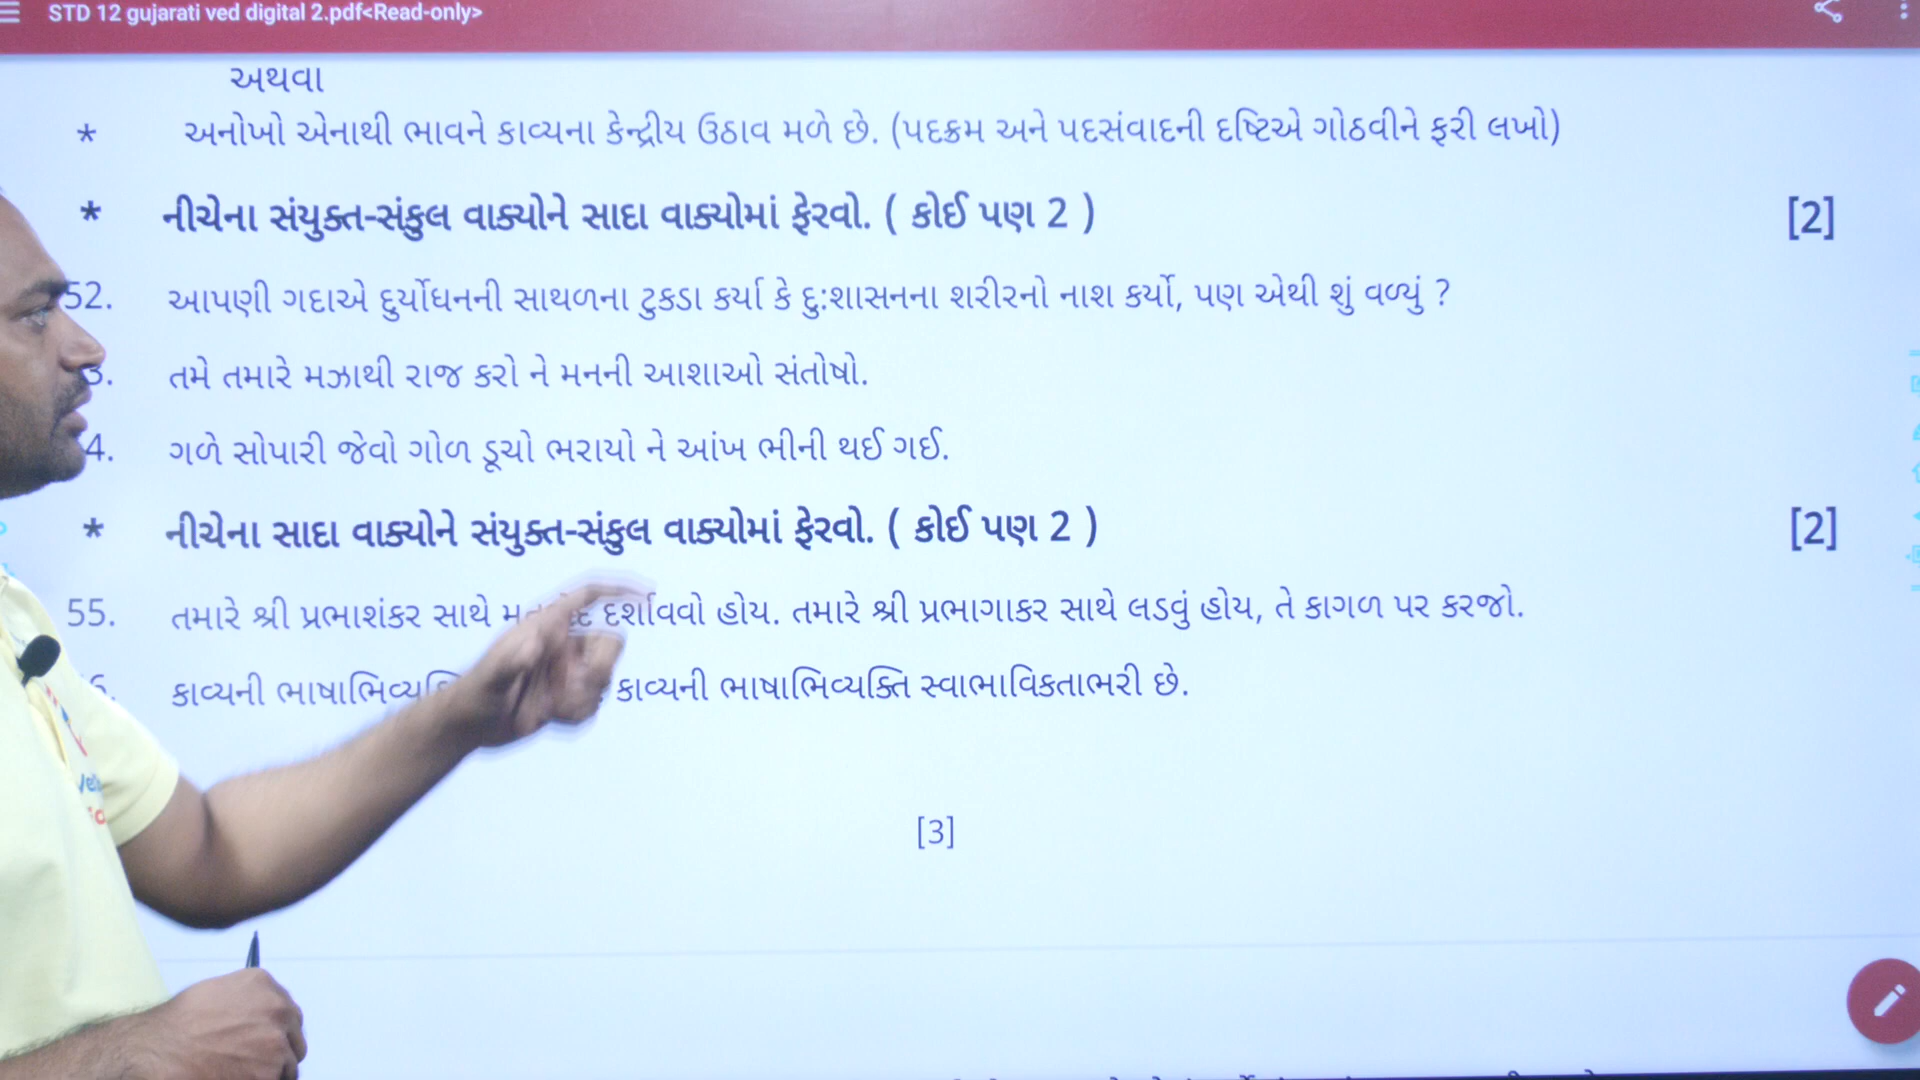 STD 12 gujarati ved digital 2.pdf<Read-only>
અથવા
* અનોખો એનાથી ભાવને કાવ્યના કેન્દ્રીય ઉઠાવ મળે છે. (પદક્રમ અને પદસંવાદની દૃષ્ટિએ ગોઠવીને ફરી લખો)
* નીચેના સંયુક્ત-સંકુલ વાક્યોને સાદા વાક્યોમાં ફેરવો. ( કોઈ પણ 2 ) [2]
52. આપણી ગદાએ દુર્યોધનની સાથળના ટુકડા કર્યા કે દુ:શાસનના શરીરનો નાશ કર્યો, પણ એથી શું વળ્યું ?
3. તમે તમારે મઝાથી રાજ કરો ને મનની આશાઓ સંતોષો.
4. ગળે સોપારી જેવો ગોળ ડૂચો ભરાયો ને આંખ ભીની થઈ ગઈ.
* નીચેના સાદા વાક્યોને સંયુક્ત-સંકુલ વાક્યોમાં ફેરવો. ( કોઈ પણ 2 ) [2]
55. તમારે શ્રી પ્રભાશંકર સાથે દર્શાવવો હોય. તમારે શ્રી પ્રભાગાકર સાથે લડવું હોય, તે કાગળ પર કરજો.
6. કાવ્યની કાવ્યની ભાષાભિવ્યક્તિ સ્વાભાવિકતાભરી છે.
[3]